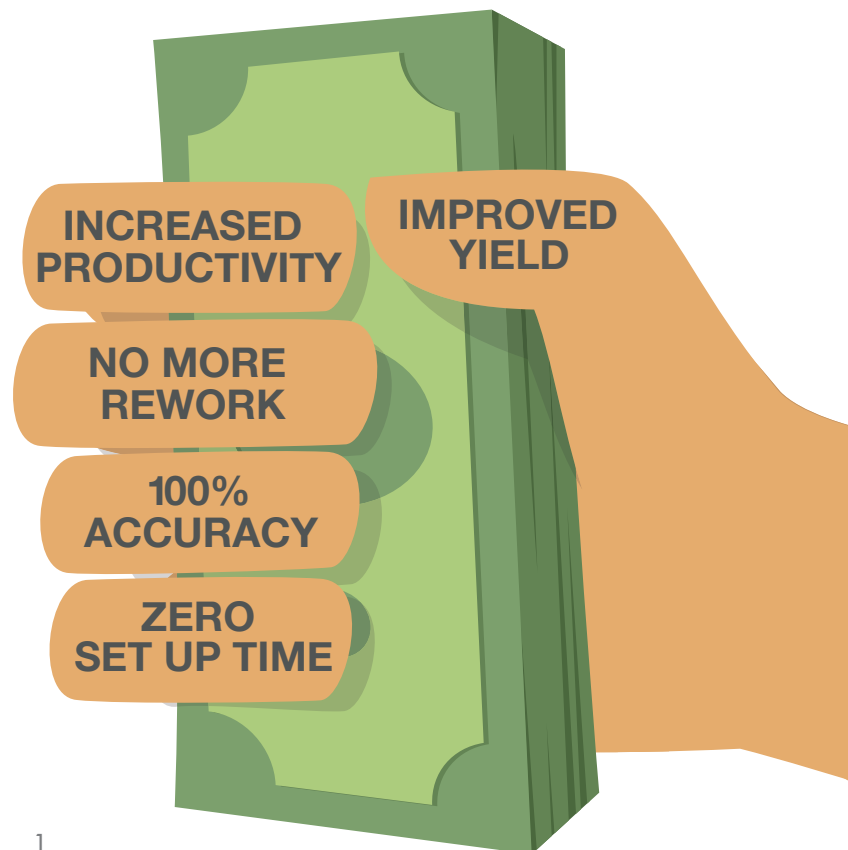 INCREASED
PRODUCTIVITY
IMPROVED
YIELD
NO MORE
REWORK
100%
ACCURACY
ZERO
SET UP TIME
1